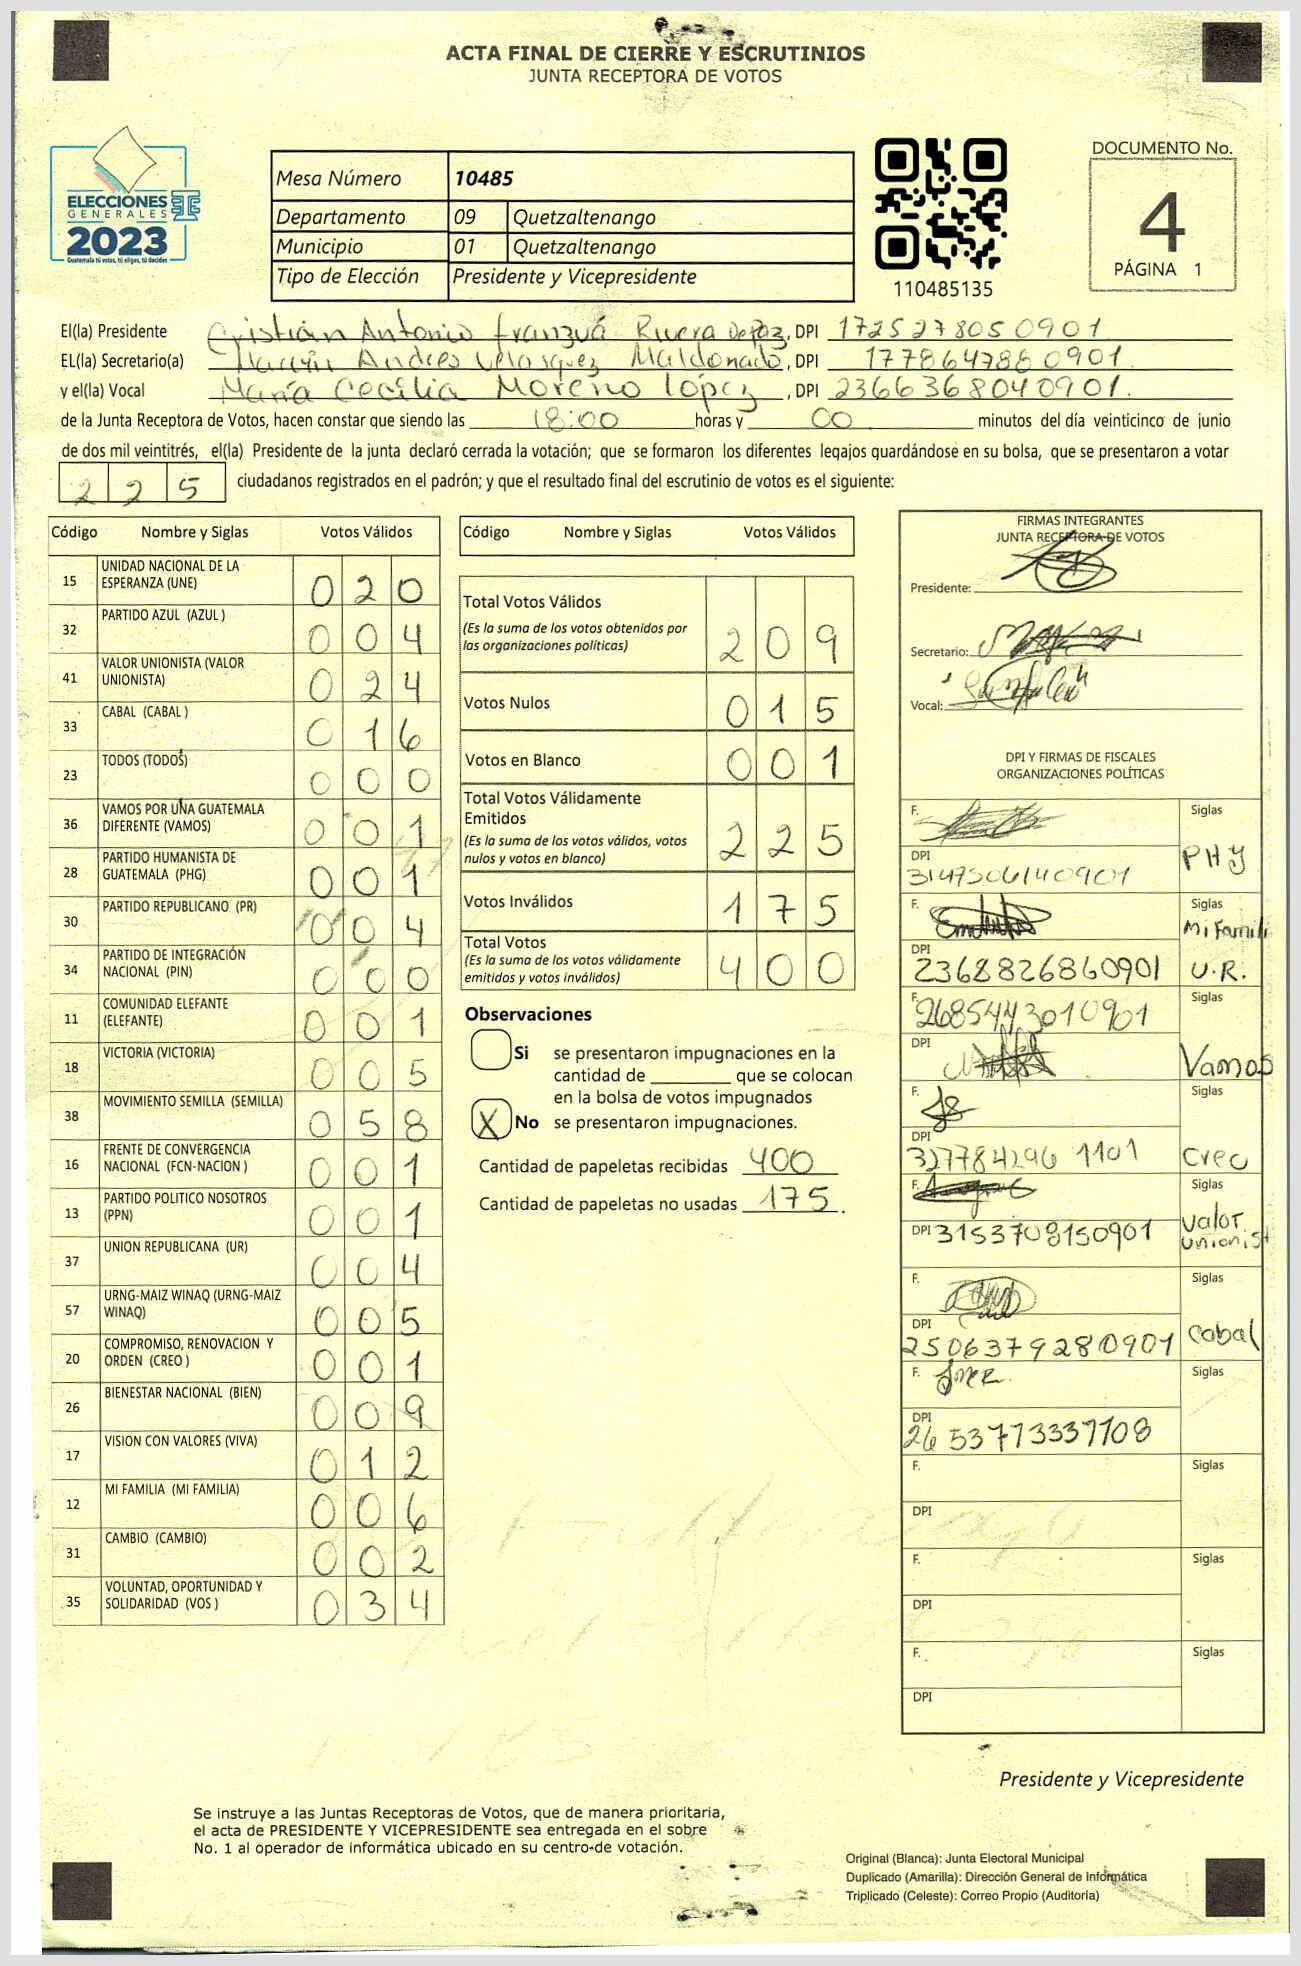 ACTA FINAL DE CIERRE Y ESCRUTINIOS
JUNTA RECEPTORA DE VOTOS
ELECCIONES
GENERALES
2023
Guatemala tú votas, tú eliges, tú decides
Mesa Número 10485
Departamento 09 Quetzaltenango
Municipio 01 Quetzaltenango
Tipo de Elección Presidente y Vicepresidente
110485135
DOCUMENTO No.
4
PÁGINA 1
El(la) Presidente Cristián Antonio Franzuá Rivera Depaz, DPI 1725278050901
EL(la) Secretario(a) Andres Velasquez Maldonado, DPI 1778647880901.
y el(la) Vocal María Cecilia Moreno López, DPI 2366368040901.
de la Junta Receptora de Votos, hacen constar que siendo las 18:00 horas y 00 minutos del día veinticinco de junio
de dos mil veintitrés, el(la) Presidente de la junta declaró cerrada la votación; que se formaron los diferentes legajos guardándose en su bolsa, que se presentaron a votar
2 2 5 ciudadanos registrados en el padrón; y que el resultado final del escrutinio de votos es el siguiente:
Código Nombre y Siglas Votos Válidos
15 UNIDAD NACIONAL DE LA
ESPERANZA (UNE) 0 2 0
32 PARTIDO AZUL (AZUL ) 0 0 4
41 VALOR UNIONISTA (VALOR
UNIONISTA) 0 2 4
33 CABAL (CABAL ) 0 1 6
23 TODOS (TODOS) 0 0 0
36 VAMOS POR UNA GUATEMALA
DIFERENTE (VAMOS) 0 0 1
28 PARTIDO HUMANISTA DE
GUATEMALA (PHG) 0 0 1
30 PARTIDO REPUBLICANO (PR) 0 0 4
34 PARTIDO DE INTEGRACIÓN
NACIONAL (PIN) 0 0 0
11 COMUNIDAD ELEFANTE
(ELEFANTE) 0 0 1
18 VICTORIA (VICTORIA) 0 0 5
38 MOVIMIENTO SEMILLA (SEMILLA) 0 5 8
16 FRENTE DE CONVERGENCIA
NACIONAL (FCN-NACION ) 0 0 1
13 PARTIDO POLITICO NOSOTROS
(PPN) 0 0 1
37 UNION REPUBLICANA (UR) 0 0 4
57 URNG-MAIZ WINAQ (URNG-MAIZ
WINAQ) 0 0 5
20 COMPROMISO, RENOVACION Y
ORDEN (CREO ) 0 0 1
26 BIENESTAR NACIONAL (BIEN) 0 0 9
17 VISION CON VALORES (VIVA) 0 1 2
12 MI FAMILIA (MI FAMILIA) 0 0 6
31 CAMBIO (CAMBIO) 0 0 2
35 VOLUNTAD, OPORTUNIDAD Y
SOLIDARIDAD (VOS ) 0 3 4
Código Nombre y Siglas Votos Válidos
Total Votos Válidos
(Es la suma de los votos obtenidos por
las organizaciones políticas) 2 0 9
Votos Nulos 0 1 5
Votos en Blanco 0 0 1
Total Votos Válidamente
Emitidos
(Es la suma de los votos válidos, votos
nulos y votos en blanco) 2 2 5
Votos Inválidos 1 7 5
Total Votos
(Es la suma de los votos válidamente
emitidos y votos inválidos) 4 0 0
Observaciones
Si se presentaron impugnaciones en la
cantidad de ________ que se colocan
en la bolsa de votos impugnados
X No se presentaron impugnaciones.
Cantidad de papeletas recibidas 400
Cantidad de papeletas no usadas 175.
FIRMAS INTEGRANTES
JUNTA RECEPTORA DE VOTOS
Presidente:
Secretario:
Vocal:
DPI Y FIRMAS DE FISCALES
ORGANIZACIONES POLÍTICAS
F. Siglas
DPI PHG
3147306140901
F. Siglas
Mi Famili
DPI
2368826860901 U.R.
F. Siglas
2685443010901
DPI Vamos
F. Siglas
DPI
327784296 1101 Creo
F. Siglas
Valor
DPI 3153708150901 Unionist
F. Siglas
DPI Cabal
2506379280901
F. Siglas
DPI
26 53773337108
F. Siglas
DPI
F. Siglas
DPI
F. Siglas
DPI
Presidente y Vicepresidente
Se instruye a las Juntas Receptoras de Votos, que de manera prioritaria,
el acta de PRESIDENTE Y VICEPRESIDENTE sea entregada en el sobre
No. 1 al operador de informática ubicado en su centro de votación.
Original (Blanca): Junta Electoral Municipal
Duplicado (Amarilla): Dirección General de Informática
Triplicado (Celeste): Correo Propio (Auditoría)